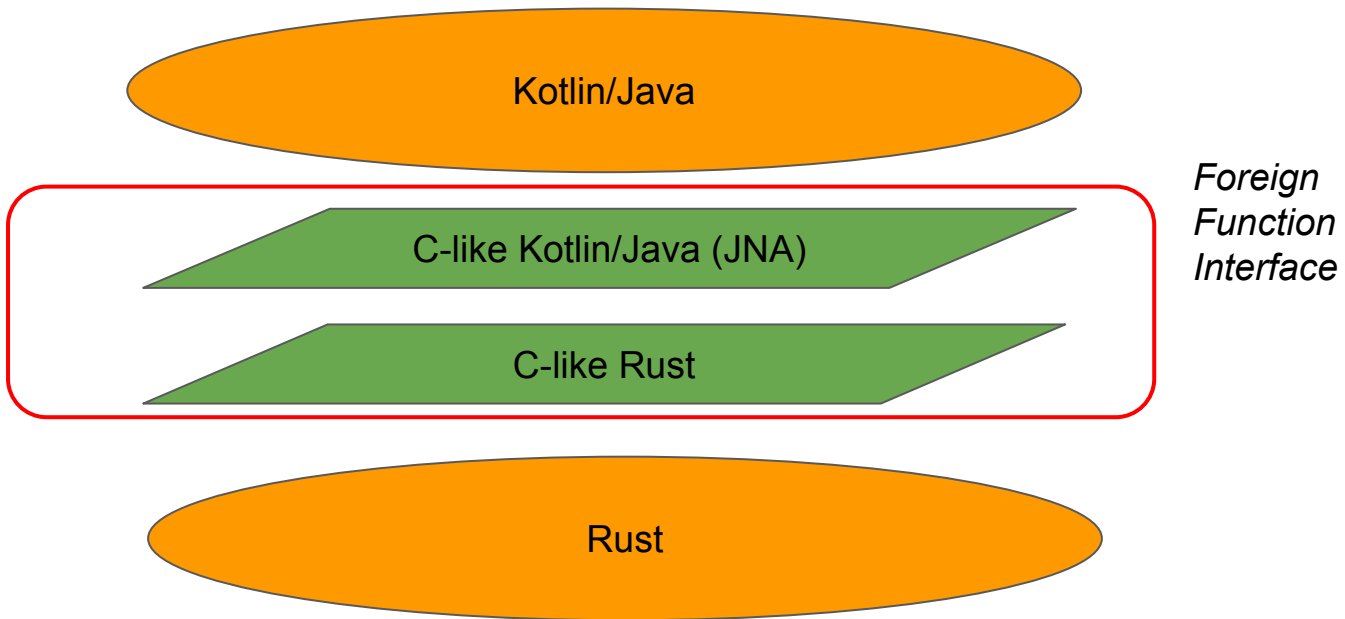 Kotlin/Java
Foreign
Function
Interface
C-like Kotlin/Java (JNA)
C-like Rust
Rust